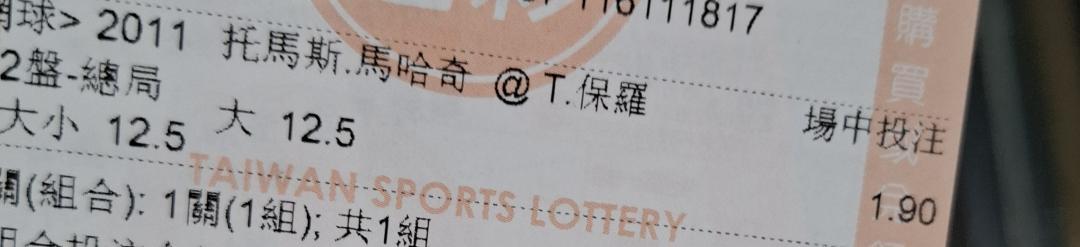 116111817
網球> 2011 托馬斯.馬哈奇 @ T.保羅
2盤-總局 場中投注
大小 12.5 大 12.5
TAIWAN SPORTS LOTTERY
1.90
關(組合): 1關(1組); 共1組
購買